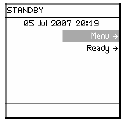 STANDBY
05 Jul 2007 20:19
Menu →
Ready →